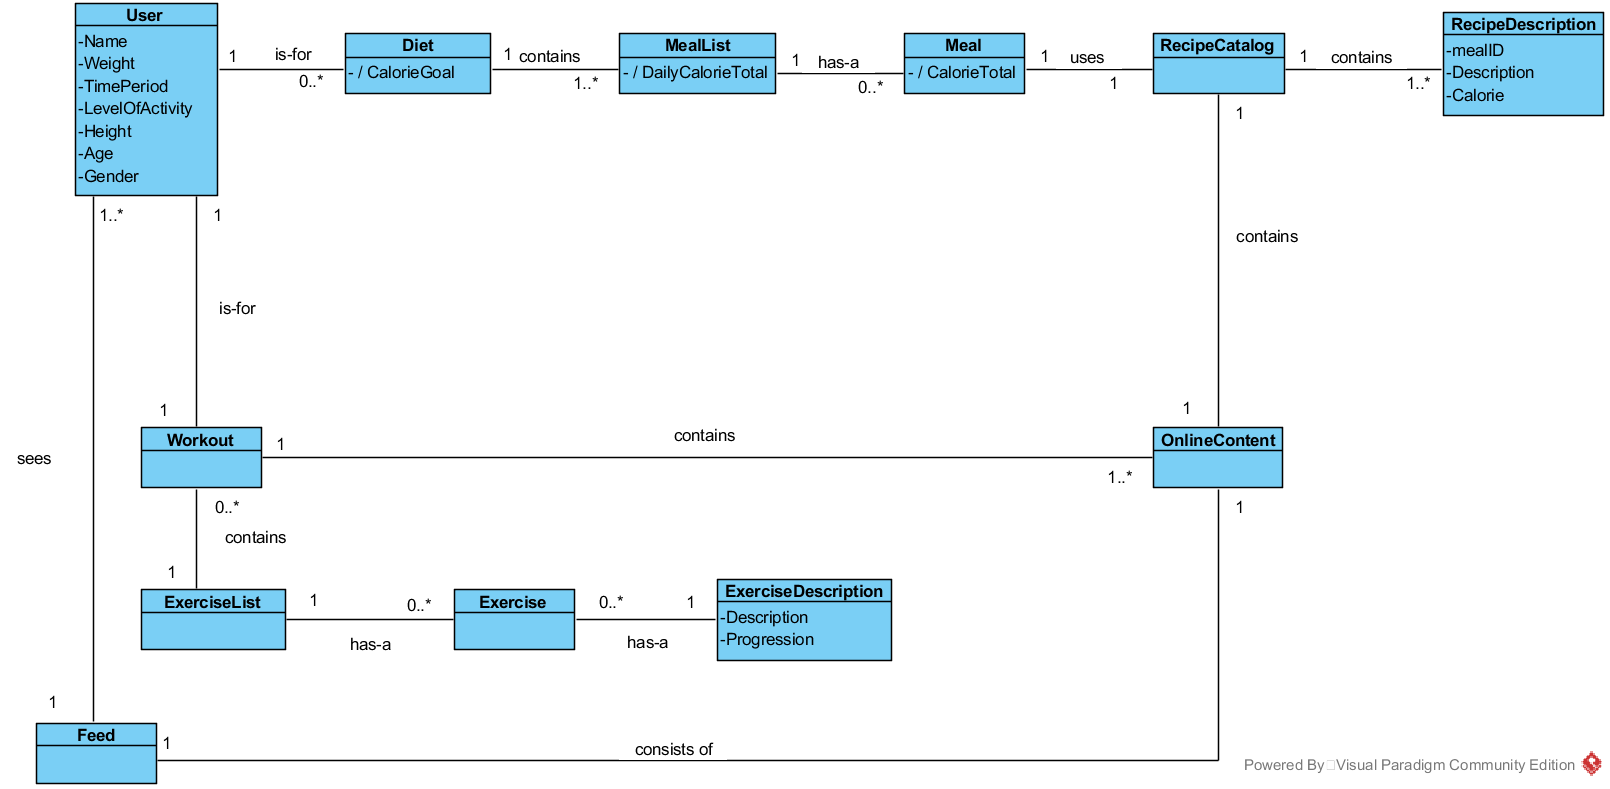 User
-Name
-Weight
-TimePeriod
-LevelOfActivity
-Height
-Age
-Gender
1
is-for
0..*
Diet
- / CalorieGoal
1
contains
1..*
MealList
- / DailyCalorieTotal
1
has-a
0..*
Meal
- / CalorieTotal
1
uses
1
RecipeCatalog
1
contains
1..*
RecipeDescription
-mealID
-Description
-Calorie
1..*
1
1
contains
is-for
1
1
Workout
1
contains
1..*
OnlineContent
sees
0..*
1
contains
1
ExerciseList
1
0..*
has-a
Exercise
0..*
1
has-a
ExerciseDescription
-Description
-Progression
1
Feed
1
consists of
Powered By Visual Paradigm Community Edition